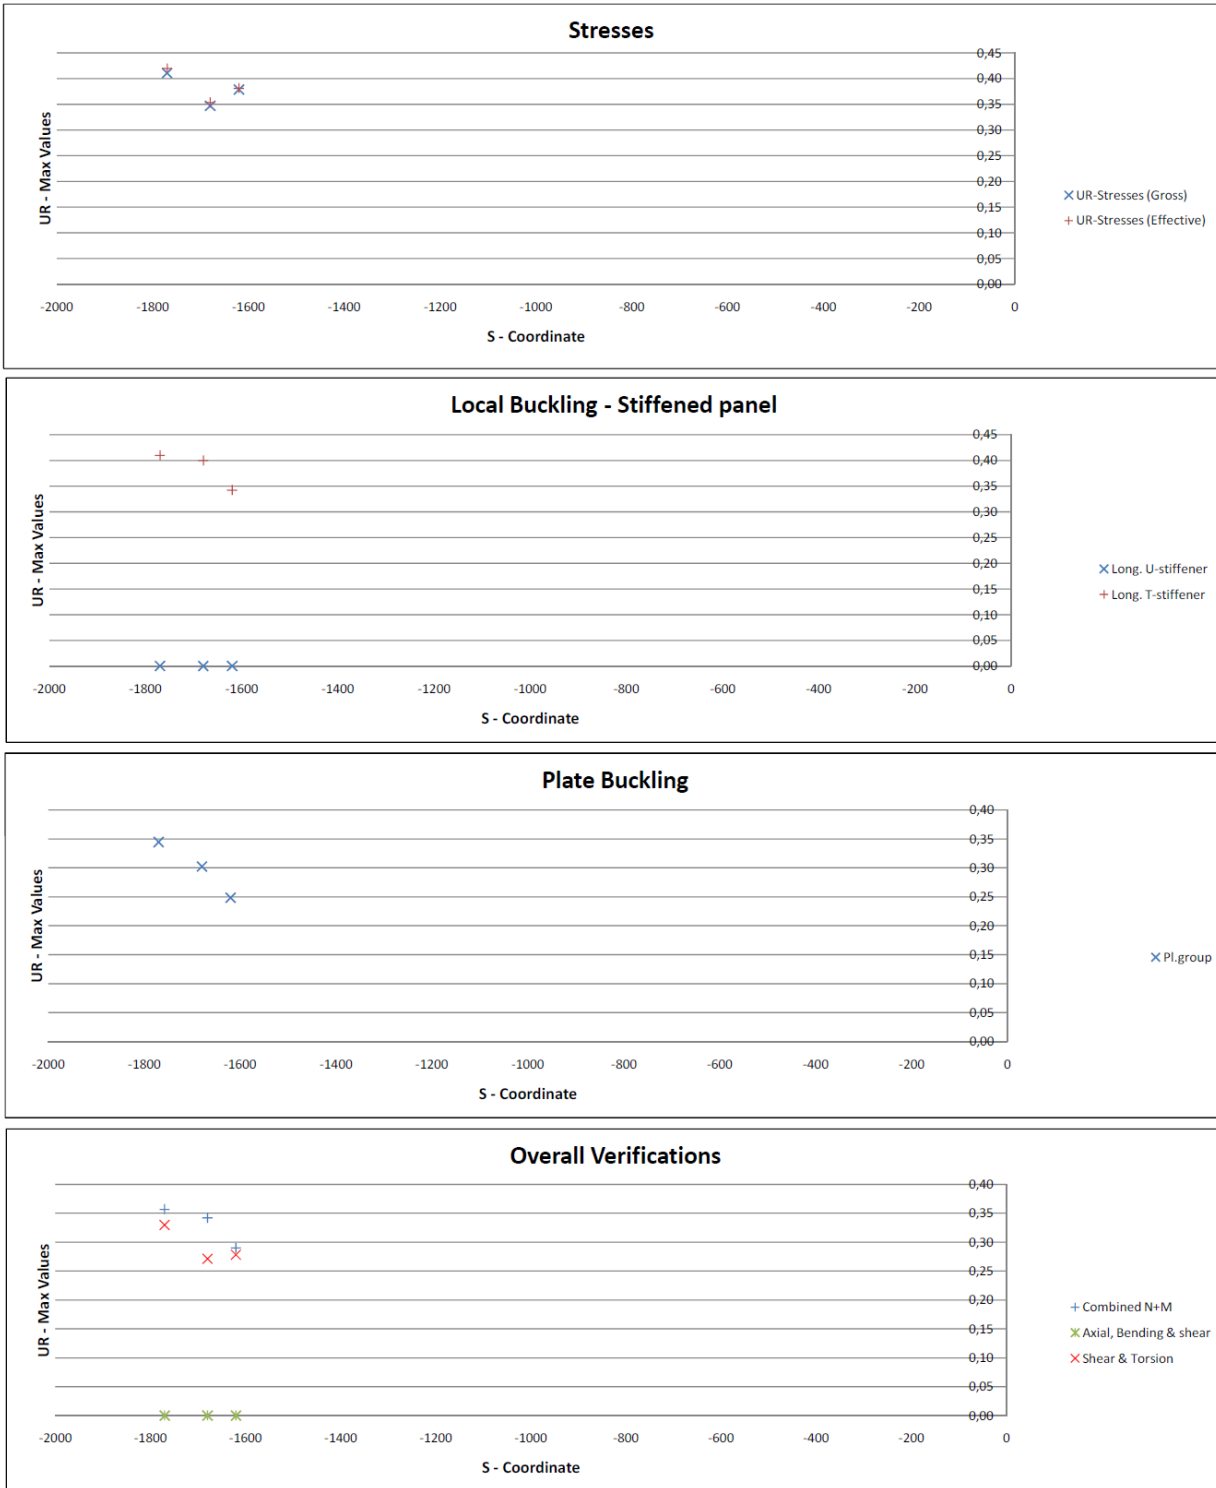 Stresses
UR - Max Values
0,45
0,40
0,35
0,30
0,25
0,20
0,15
0,10
0,05
0,00
-2000 -1800 -1600 -1400 -1200 -1000 -800 -600 -400 -200 0
S - Coordinate
UR-Stresses (Gross)
UR-Stresses (Effective)
Local Buckling - Stiffened panel
UR - Max Values
0,45
0,40
0,35
0,30
0,25
0,20
0,15
0,10
0,05
0,00
-2000 -1800 -1600 -1400 -1200 -1000 -800 -600 -400 -200 0
S - Coordinate
Long. U-stiffener
Long. T-stiffener
Plate Buckling
UR - Max Values
0,40
0,35
0,30
0,25
0,20
0,15
0,10
0,05
0,00
-2000 -1800 -1600 -1400 -1200 -1000 -800 -600 -400 -200 0
S - Coordinate
Pl.group
Overall Verifications
UR - Max Values
0,40
0,35
0,30
0,25
0,20
0,15
0,10
0,05
0,00
-2000 -1800 -1600 -1400 -1200 -1000 -800 -600 -400 -200 0
S - Coordinate
Combined N+M
Axial, Bending & shear
Shear & Torsion